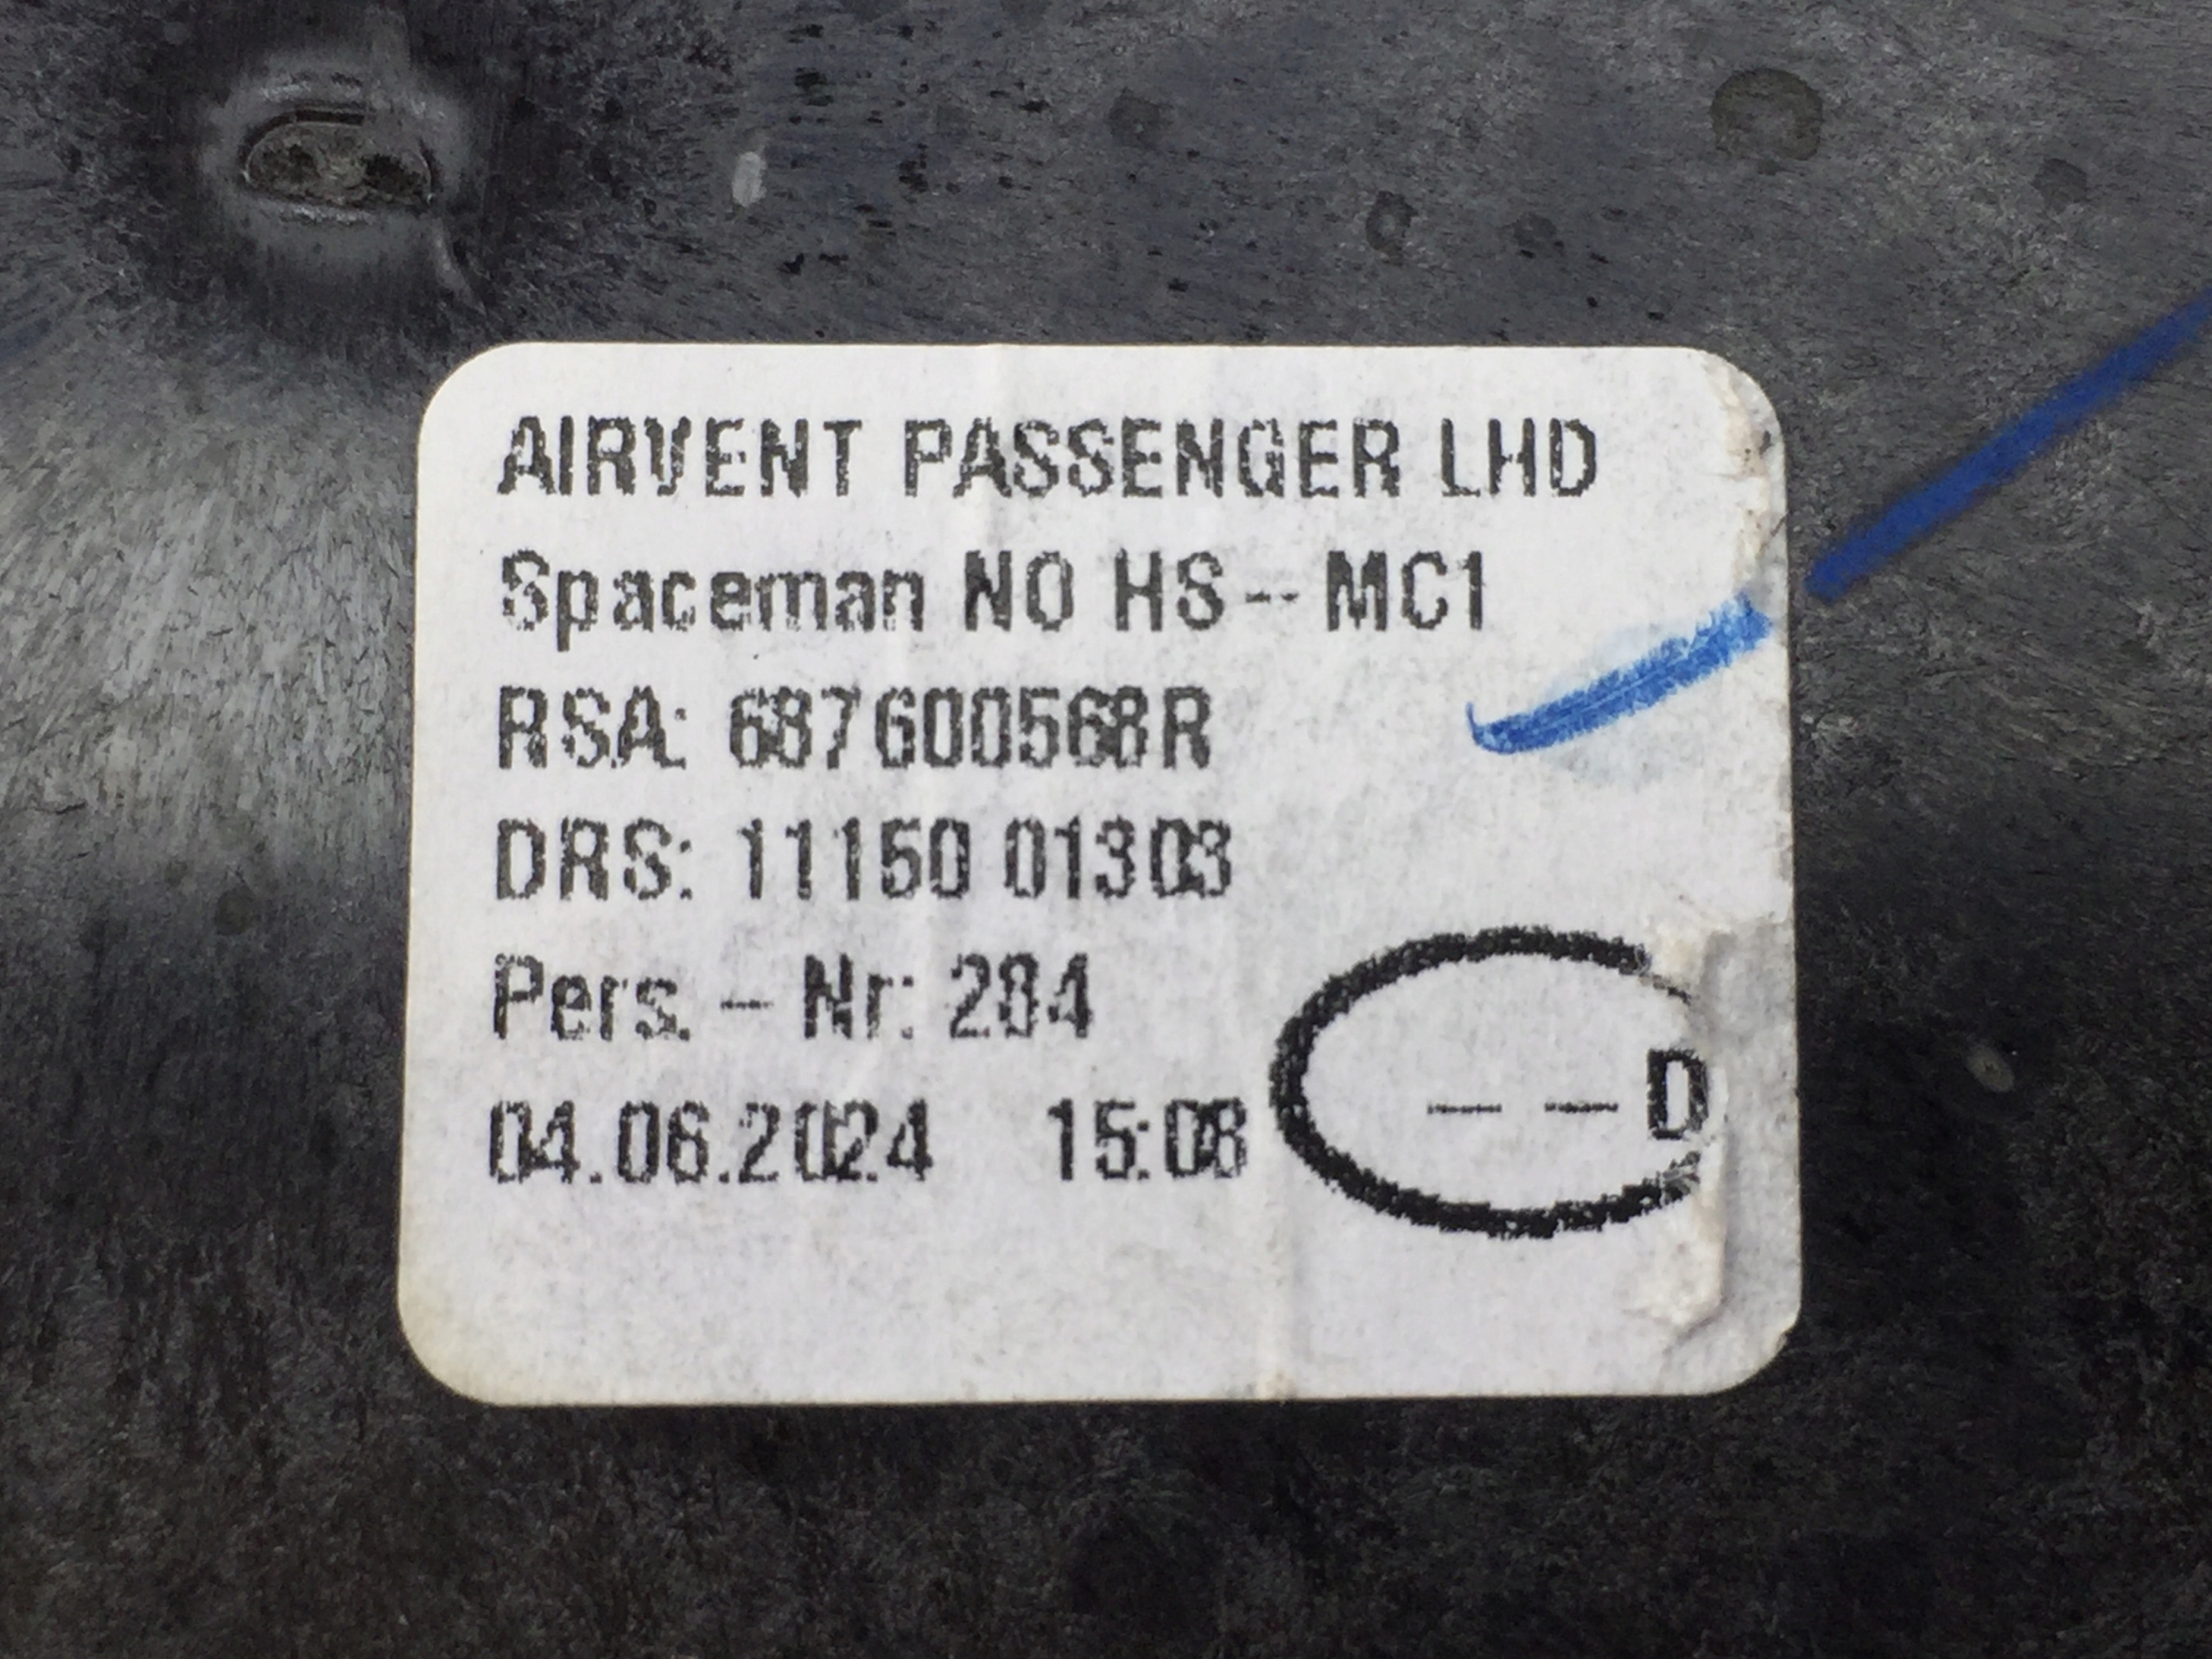 AIRVENT PASSENGER LHD
Spaceman NO HS -- MC1
RSA: 687600568R
DRS: 11150 01303
Pers. - Nr: 284
04.06.2024 15:08
— — D